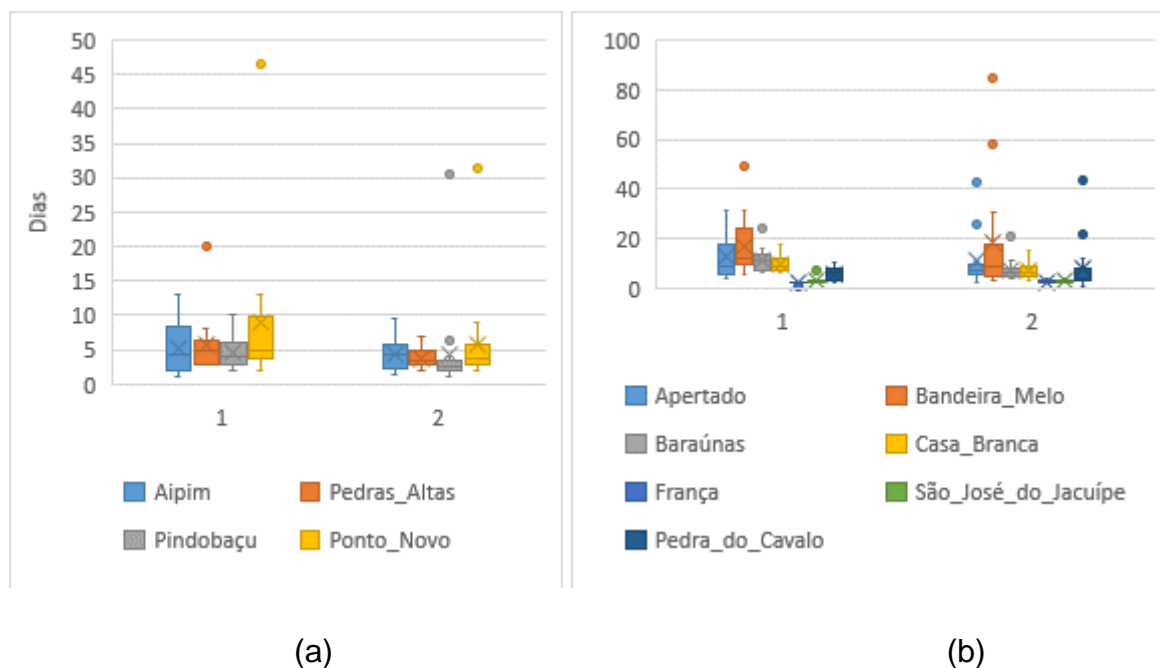 50
45
40
35
30
25
20
15
10
5
0
Dias
1 2
Aipim Pedras_Altas
Pindobaçu Ponto_Novo
100
80
60
40
20
0
1 2
Apertado Bandeira_Melo
Baraúnas Casa_Branca
França São_José_do_Jacuípe
Pedra_do_Cavalo
(a) (b)